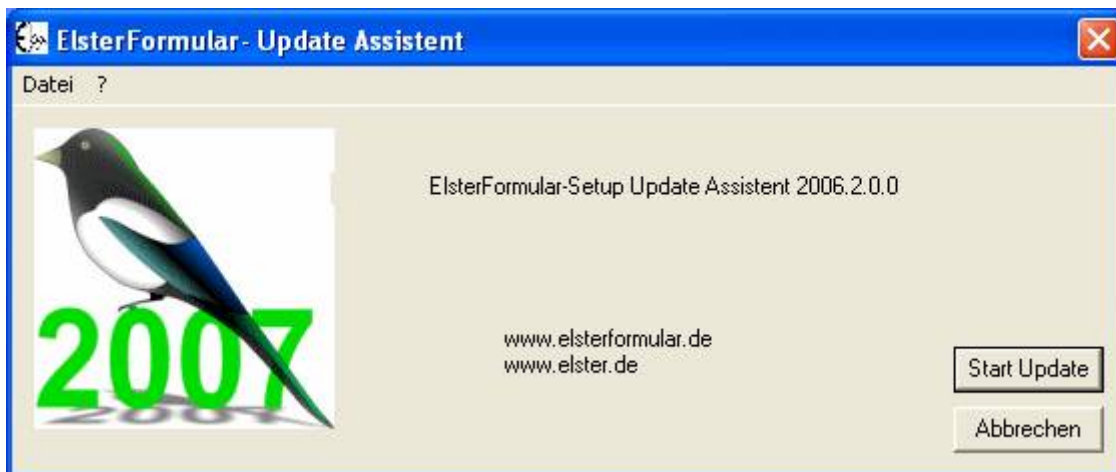 ElsterFormular- Update Assistent
Datei ?
ElsterFormular-Setup Update Assistent 2006.2.0.0
2007
www.elsterformular.de
www.elster.de
Start Update
Abbrechen